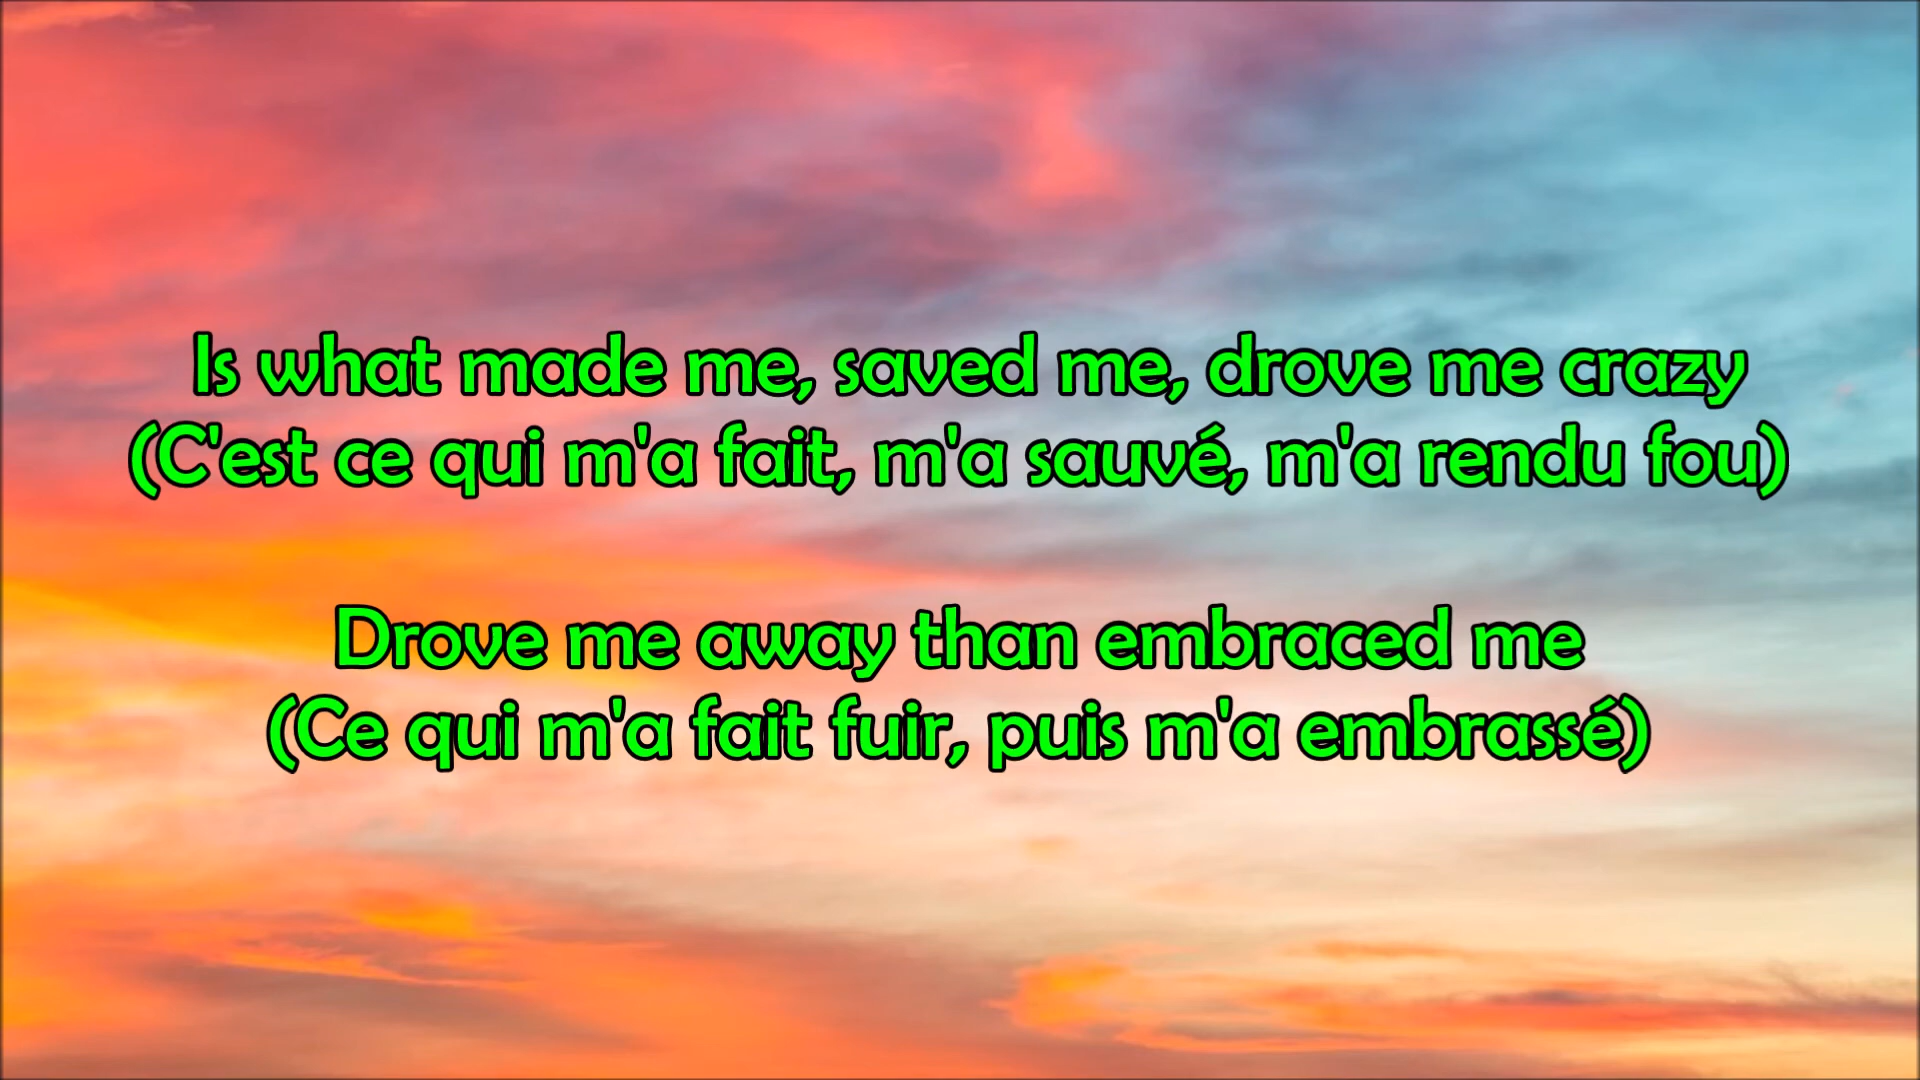 Is what made me, saved me, drove me crazy
(C'est ce qui m'a fait, m'a sauvé, m'a rendu fou)
Drove me away than embraced me
(Ce qui m'a fait fuir, puis m'a embrassé)